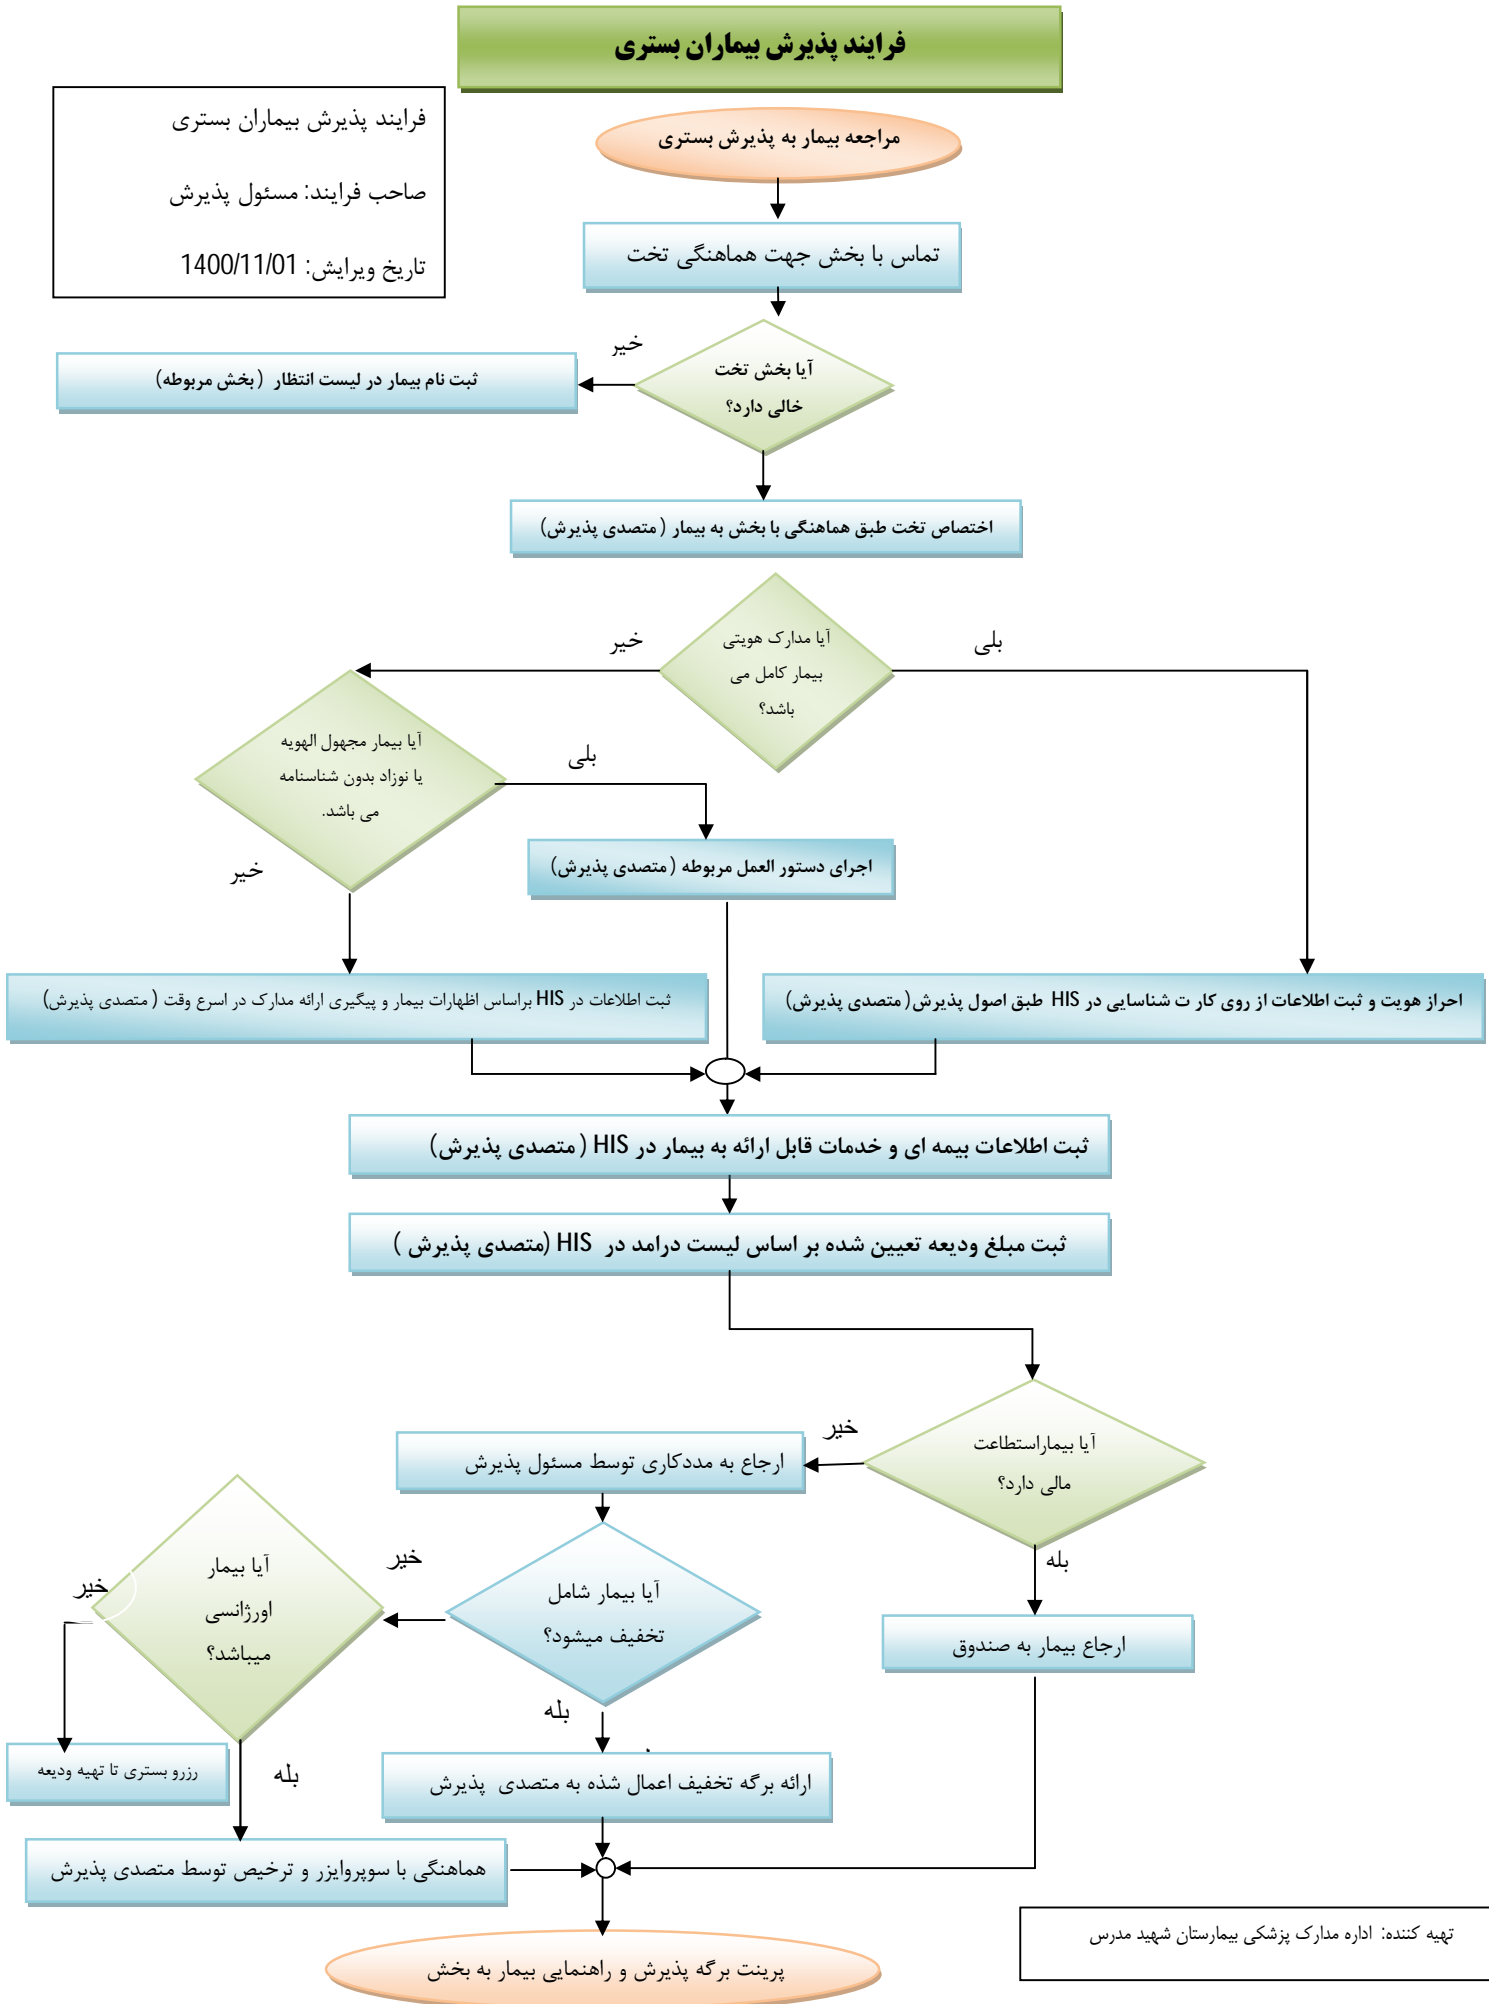 فرایند پذیرش بیماران بستری
فرایند پذیرش بیماران بستری
صاحب فرایند: مسئول پذیرش
تاریخ ویرایش: 1400/11/01
مراجعه بیمار به پذیرش بستری
تماس با بخش جهت هماهنگی تخت
آیا بخش تخت
خالی دارد؟
خیر
ثبت نام بیمار در لیست انتظار (بخش مربوطه)
اختصاص تخت طبق هماهنگی با بخش به بیمار (متصدی پذیرش)
آیا مدارک هویتی
بیمار کامل می
باشد؟
بلی
خیر
آیا بیمار مجهول الهویه
یا نوزاد بدون شناسنامه
می باشد.
بلی
خیر
اجرای دستور العمل مربوطه (متصدی پذیرش)
احراز هویت و ثبت اطلاعات از روی کار ت شناسایی در HIS طبق اصول پذیرش(متصدی پذیرش)
ثبت اطلاعات در HIS براساس اظهارات بیمار و پیگیری ارائه مدارک در اسرع وقت ( متصدی پذیرش)
ثبت اطلاعات بیمه ای و خدمات قابل ارائه به بیمار در HIS ( متصدی پذیرش)
ثبت مبلغ ودیعه تعیین شده بر اساس لیست درامد در HIS (متصدی پذیرش )
آیا بیماراستطاعت
مالی دارد؟
خیر
بله
ارجاع به مددکاری توسط مسئول پذیرش
ارجاع بیمار به صندوق
آیا بیمار شامل
تخفیف میشود؟
خیر
بله
آیا بیمار
اورژانسی
میباشد؟
خیر
بله
رزرو بستری تا تهیه ودیعه
ارائه برگه تخفیف اعمال شذه به متصدی پذیرش
هماهنگی با سوپروایزر و ترخیص توسط متصدی پذیرش
پرینت برگه پذیرش و راهنمایی بیمار به بخش
تهیه کننده: اداره مدارک پزشکی بیمارستان شهید مدرس